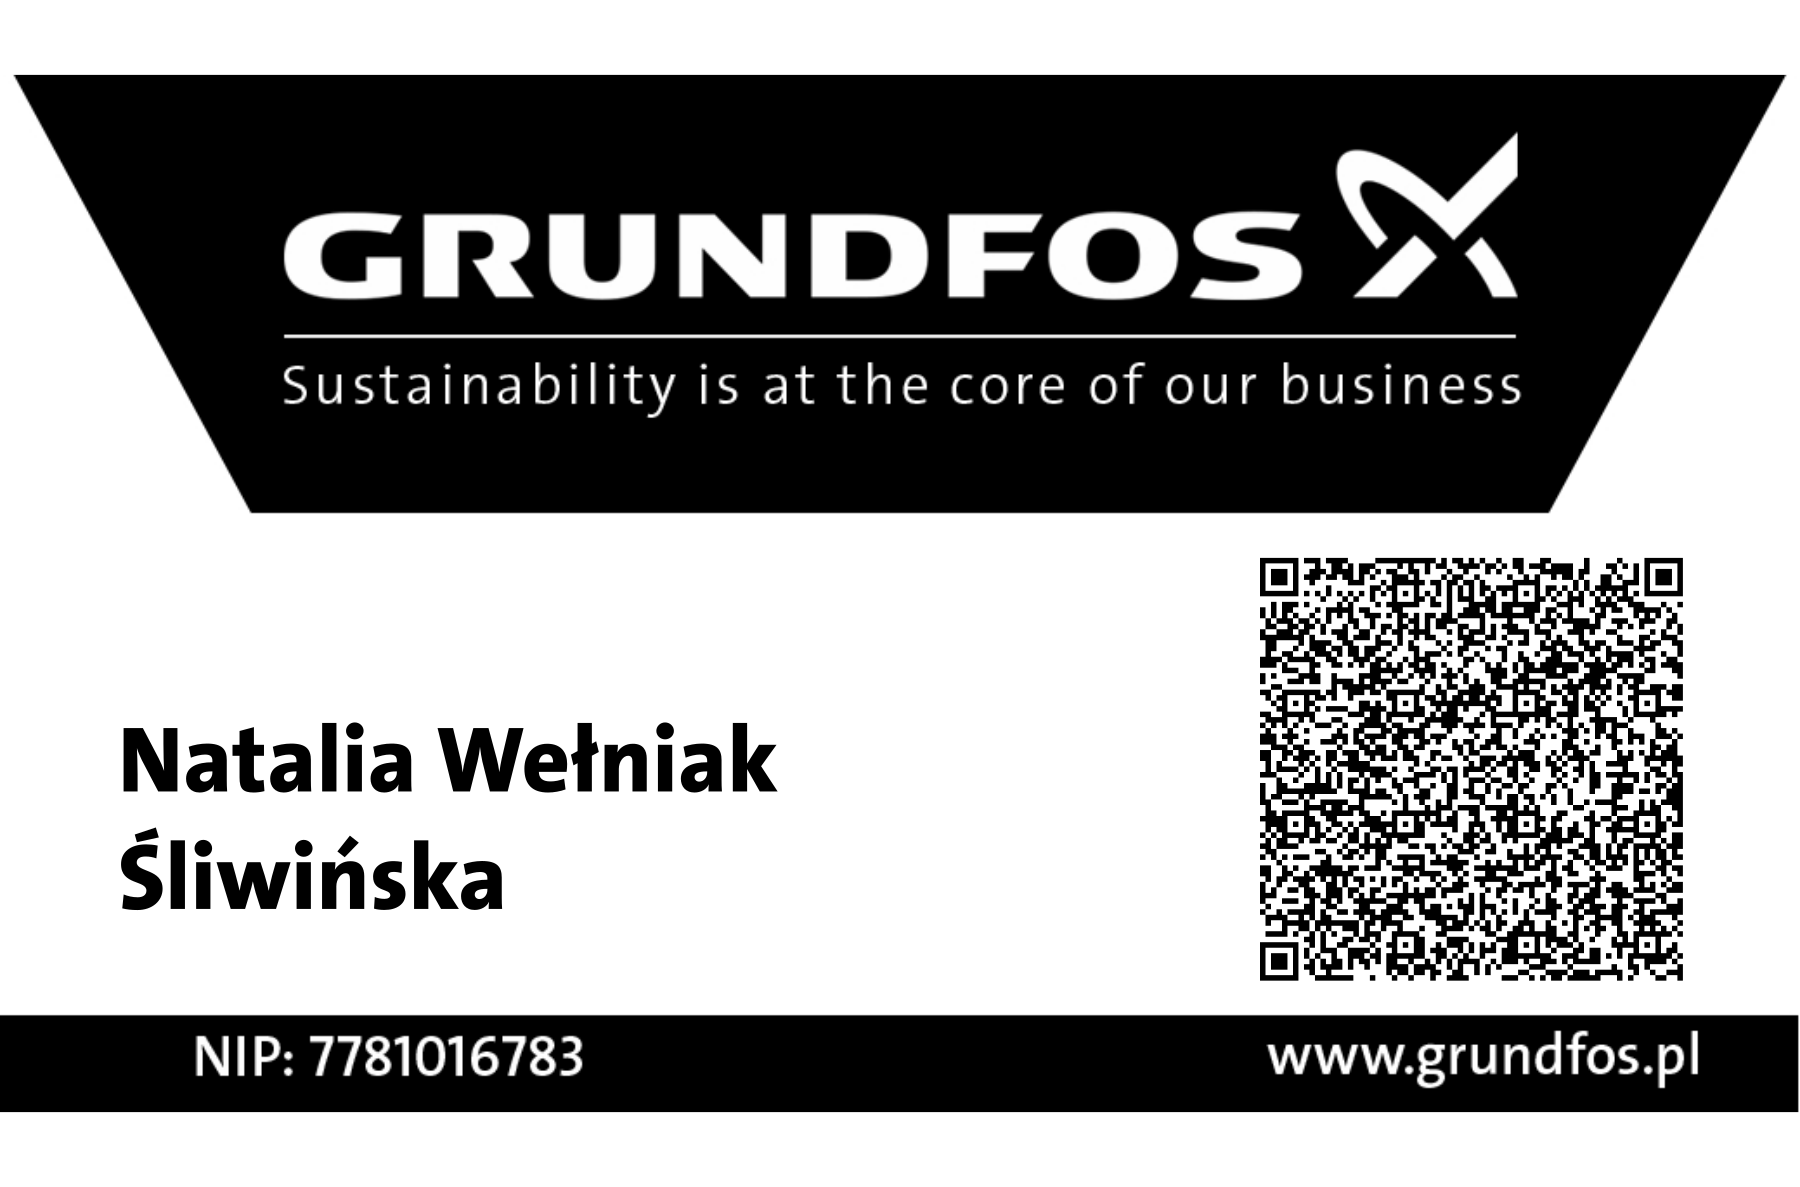 GRUNDFOS
Sustainability is at the core of our business
Natalia Wełniak
Śliwińska
NIP: 7781016783
www.grundfos.pl